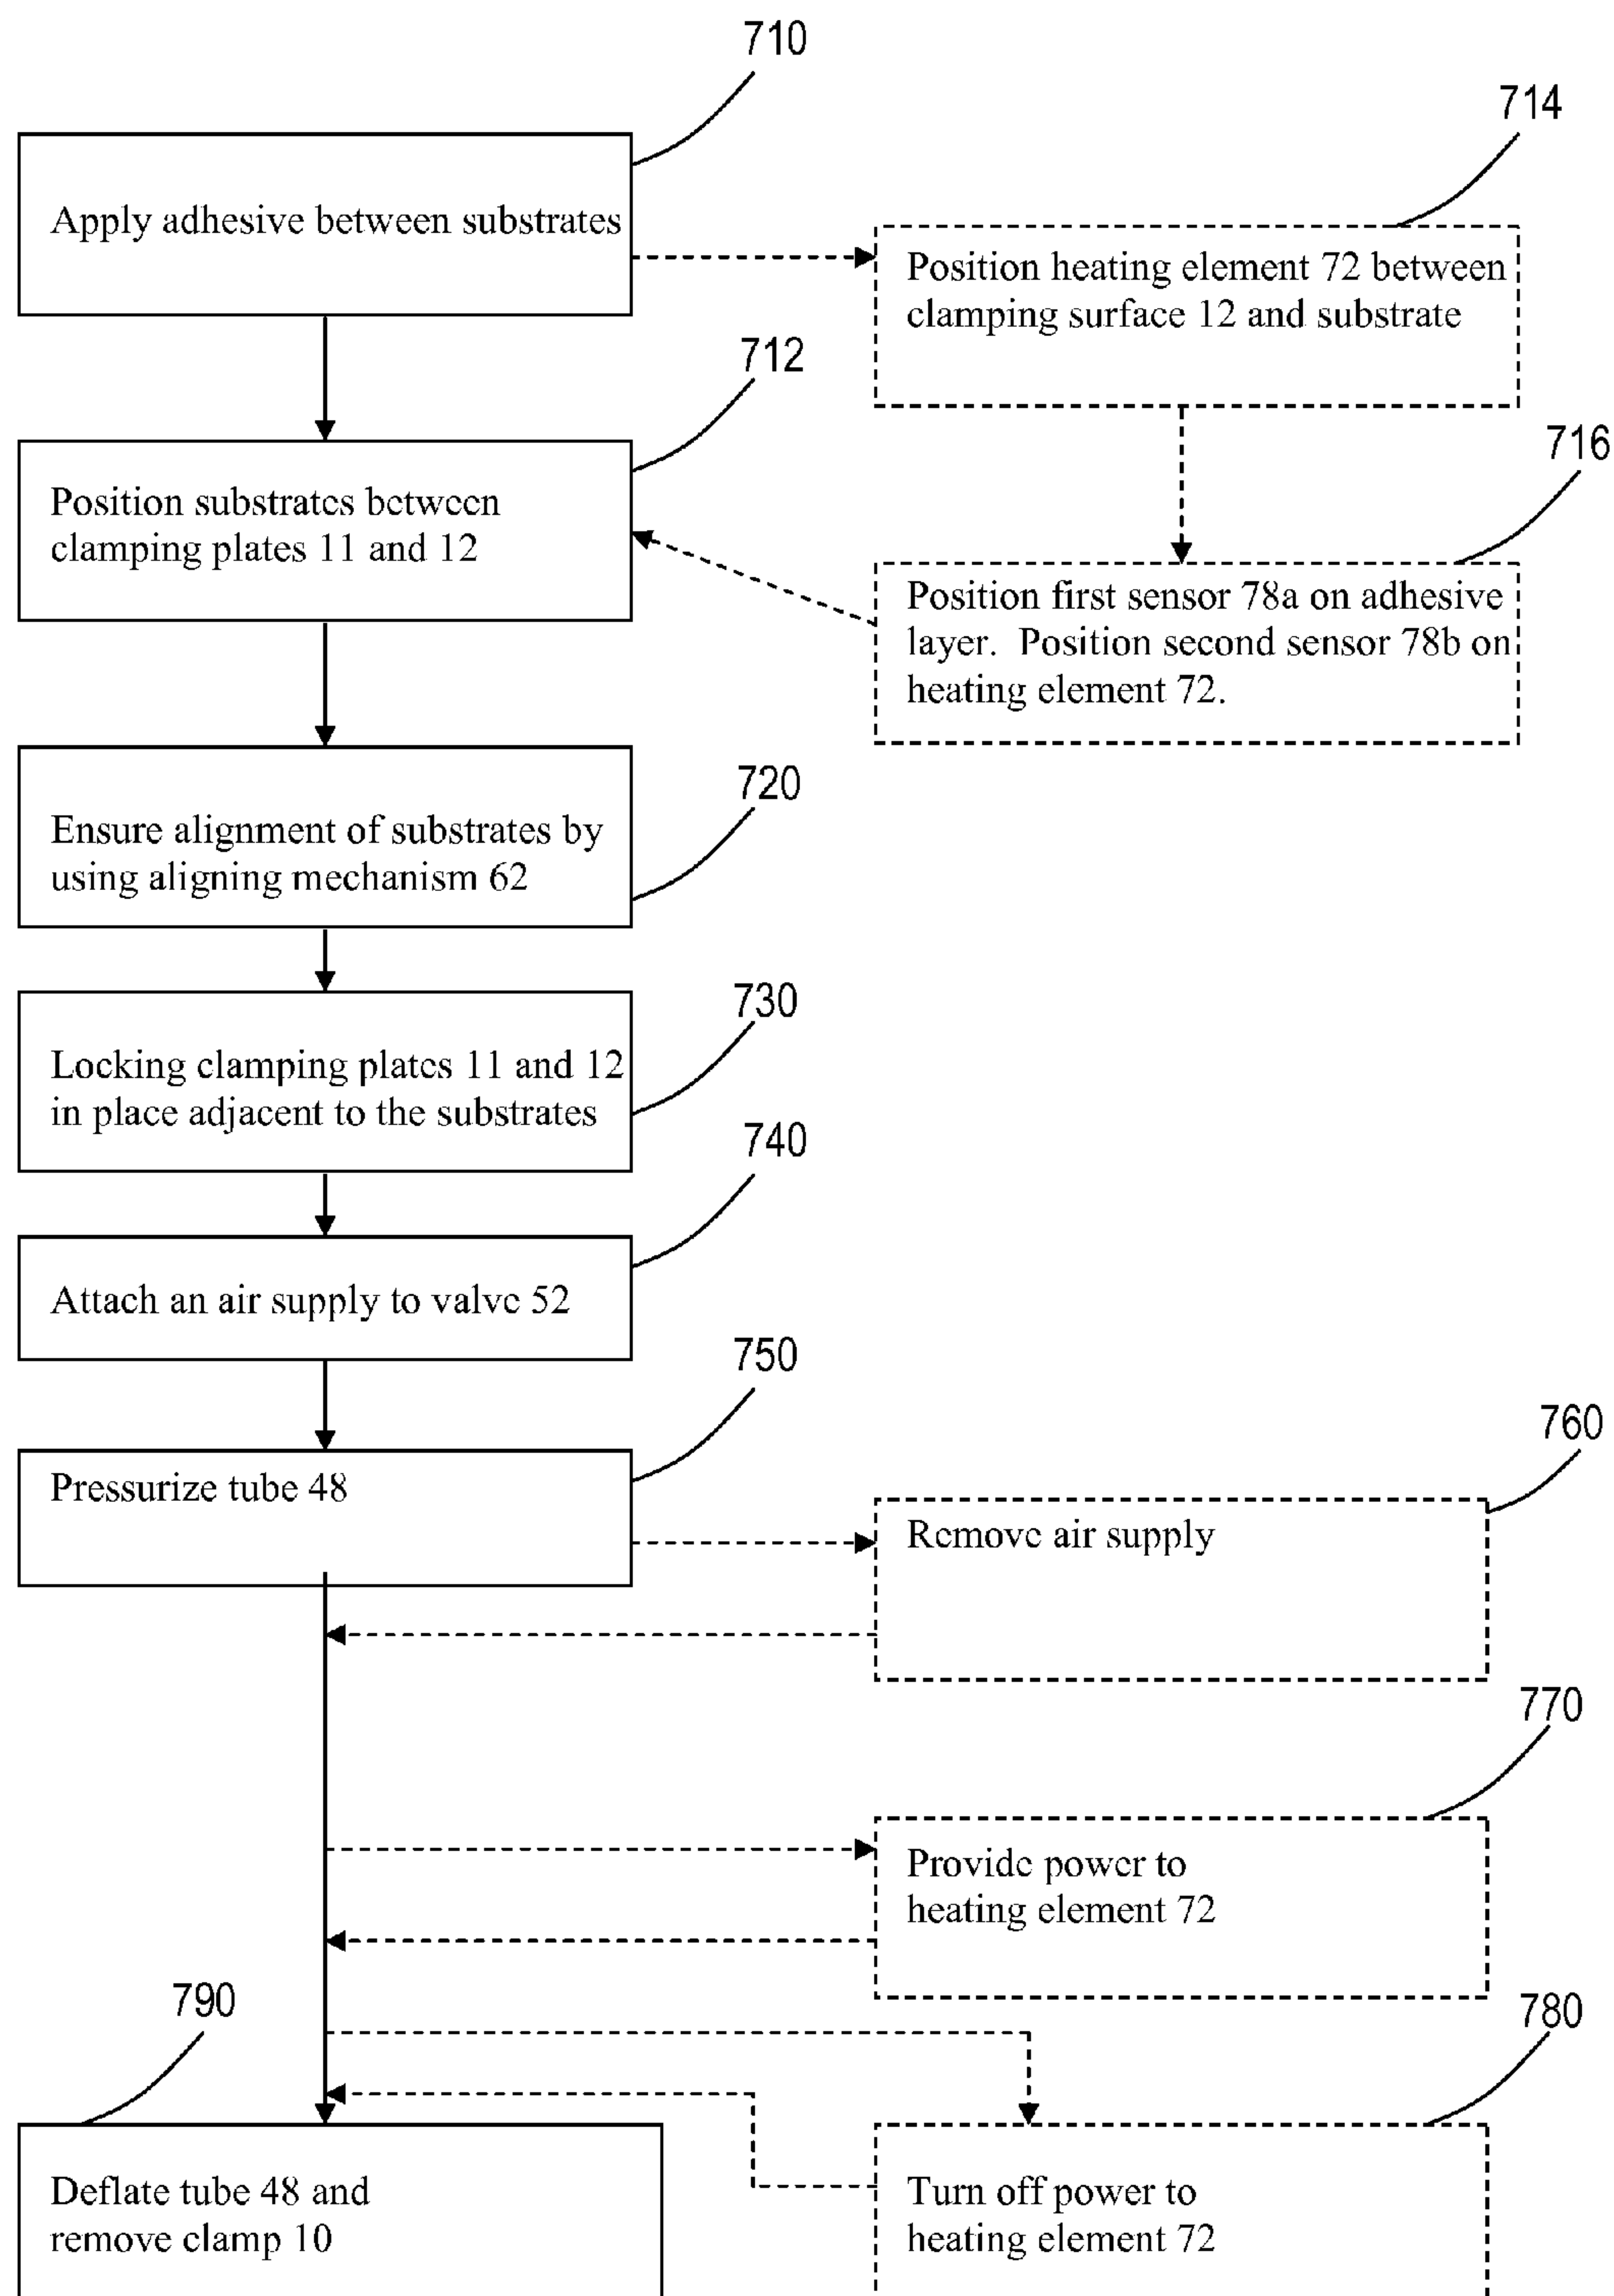 710
Apply adhesive between substrates
714
Position heating element 72 between
clamping surface 12 and substrate
712
Position substrates between
clamping plates 11 and 12
716
Position first sensor 78a on adhesive
layer. Position second sensor 78b on
heating element 72.
720
Ensure alignment of substrates by
using aligning mechanism 62
730
Locking clamping plates 11 and 12
in place adjacent to the substrates
740
Attach an air supply to valve 52
750
Pressurize tube 48
760
Remove air supply
770
Provide power to
heating element 72
790
Deflate tube 48 and
remove clamp 10
780
Turn off power to
heating element 72